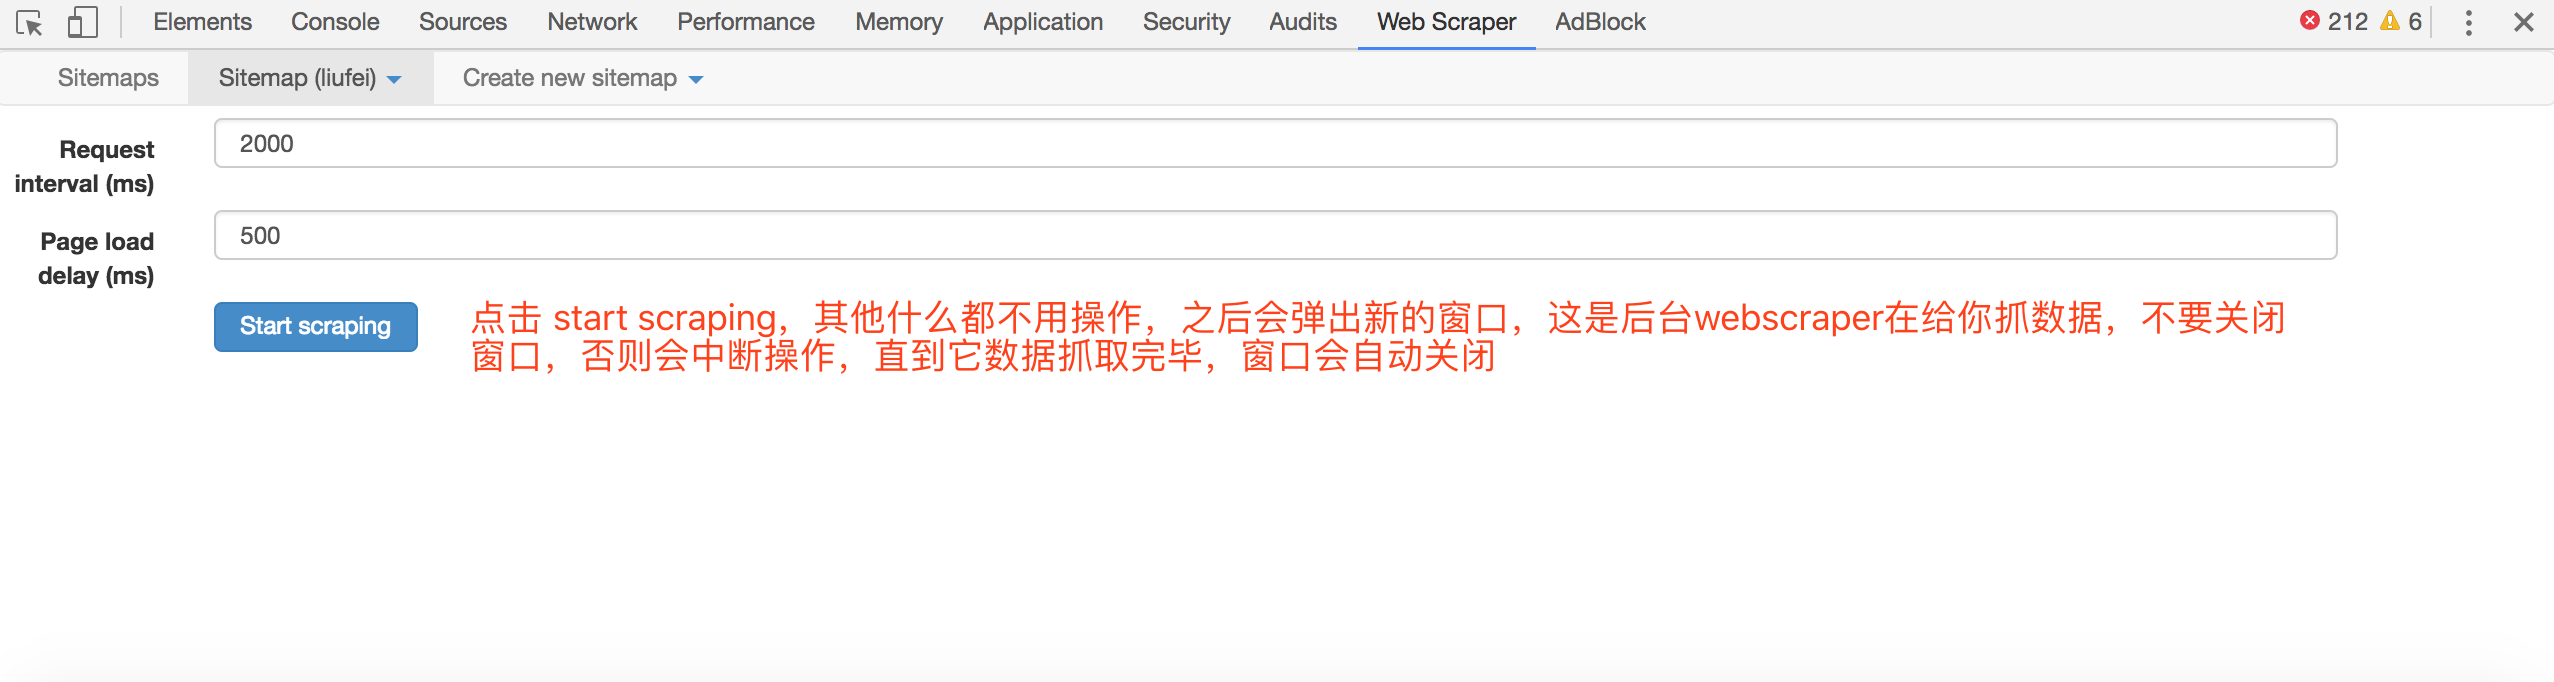 Elements Console Sources Network Performance Memory Application Security Audits Web Scraper AdBlock 212 6
Sitemaps Sitemap (liufei) Create new sitemap
Request
interval (ms)
2000
Page load
delay (ms)
500
Start scraping
点击 start scraping，其他什么都不用操作，之后会弹出新的窗口，这是后台webscraper在给你抓数据，不要关闭
窗口，否则会中断操作，直到它数据抓取完毕，窗口会自动关闭